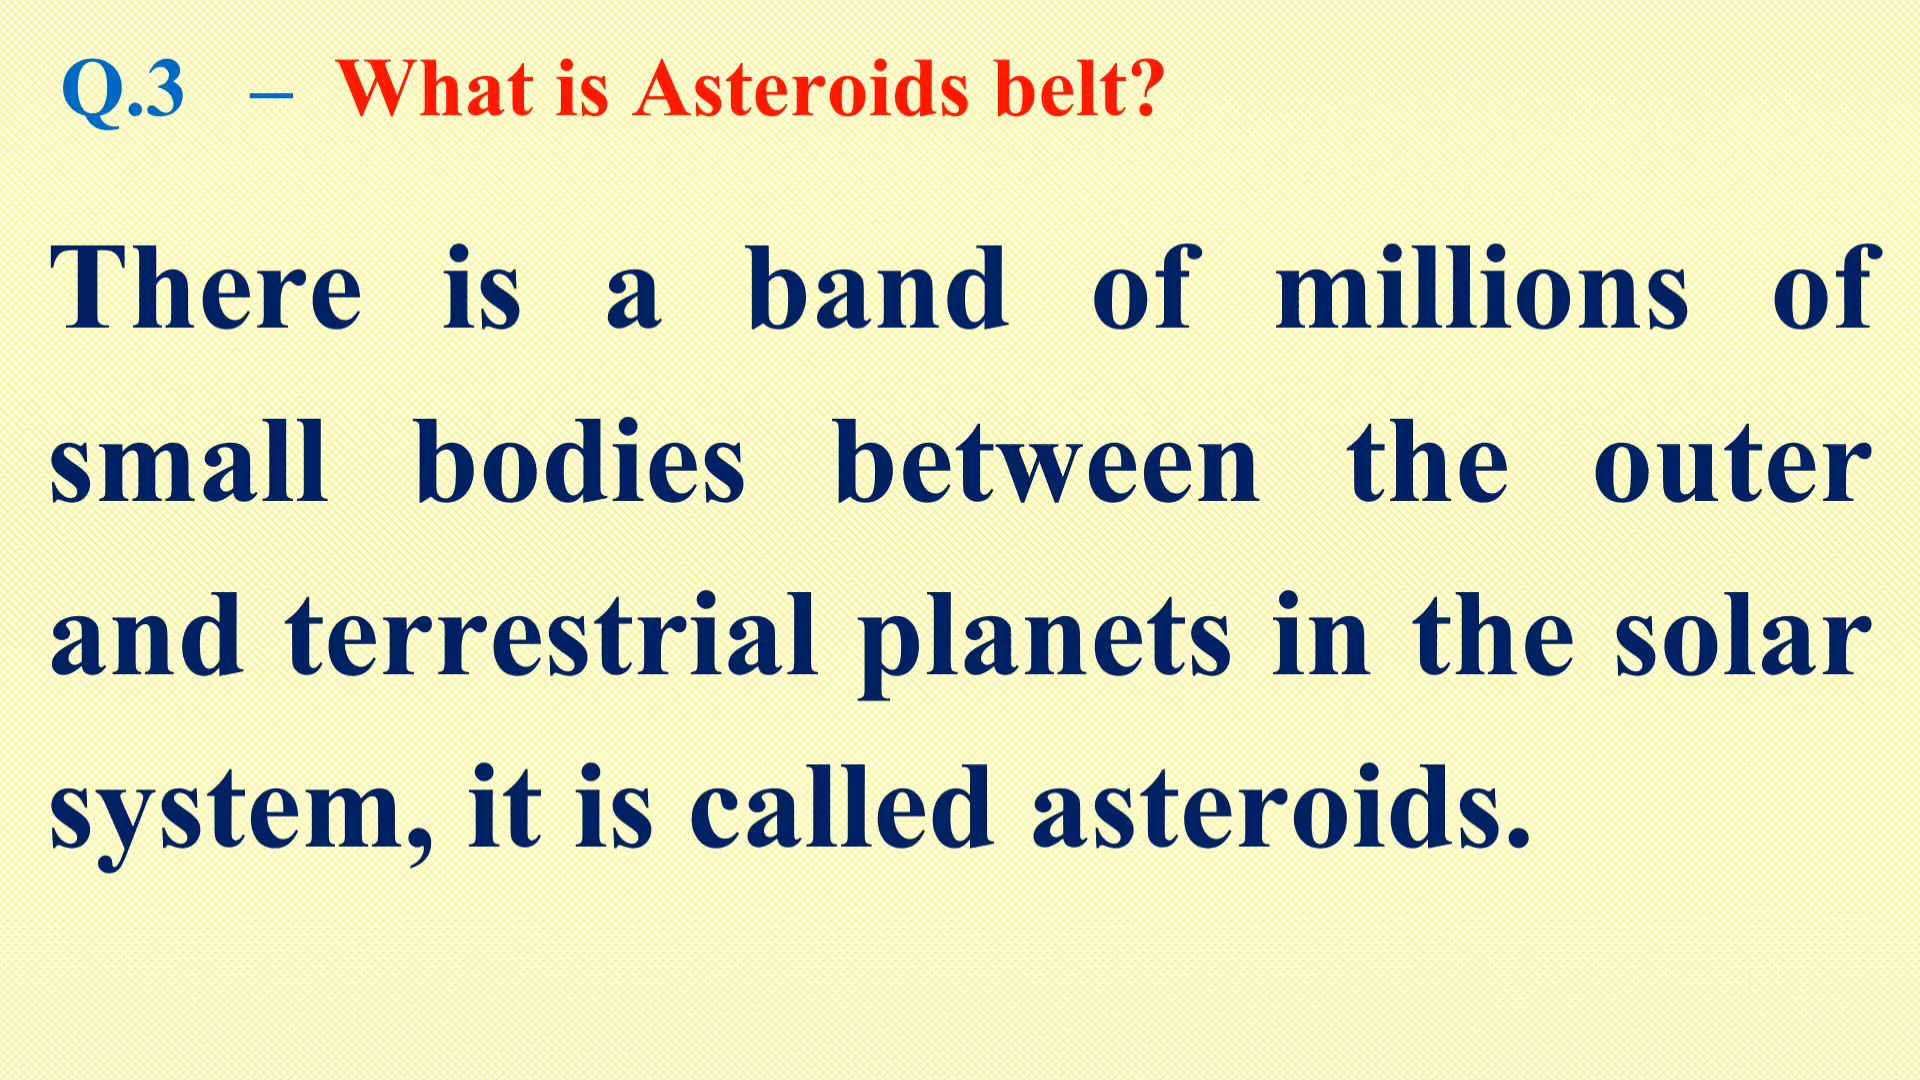 Q.3 – What is Asteroids belt?
There is a band of millions of
small bodies between the outer
and terrestrial planets in the solar
system, it is called asteroids.